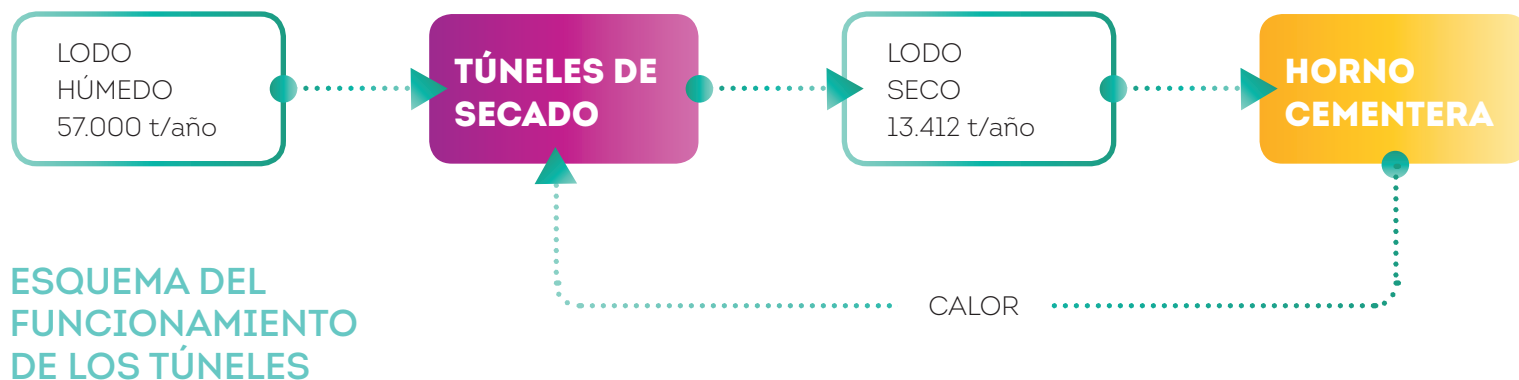 LODO
HÚMEDO
57.000 t/año
TÚNELES DE
SECADO
LODO
SECO
13.412 t/año
HORNO
CEMENTERA
CALOR
ESQUEMA DEL
FUNCIONAMIENTO
DE LOS TÚNELES